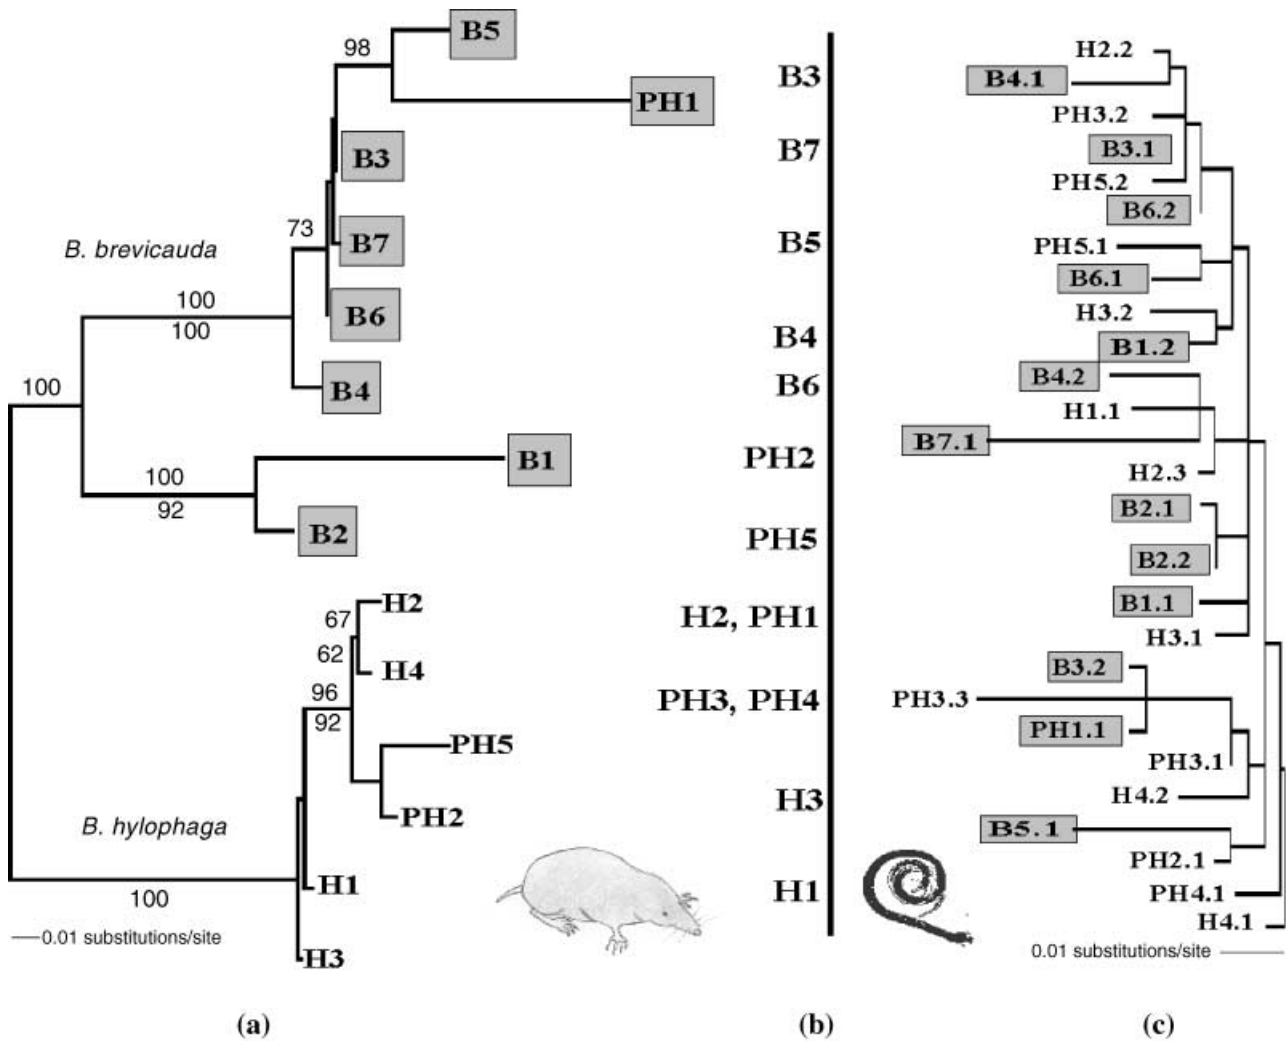 B5
98
PH1
B3
73
B7
B. brevicauda
100
100
B6
B4
100
100
92
B1
B2
67
62
H2
H4
96
92
PH5
PH2
B. hylophaga
100
H1
H3
0.01 substitutions/site
(a)
B3
B7
B5
B4
B6
PH2
PH5
H2, PH1
PH3, PH4
H3
H1
(b)
H2.2
B4.1
PH3.2
B3.1
PH5.2
B6.2
PH5.1
B6.1
H3.2
B1.2
B4.2
H1.1
B7.1
H2.3
B2.1
B2.2
B1.1
H3.1
B3.2
PH3.3
PH1.1
PH3.1
H4.2
B5.1
PH2.1
PH4.1
H4.1
0.01 substitutions/site
(c)